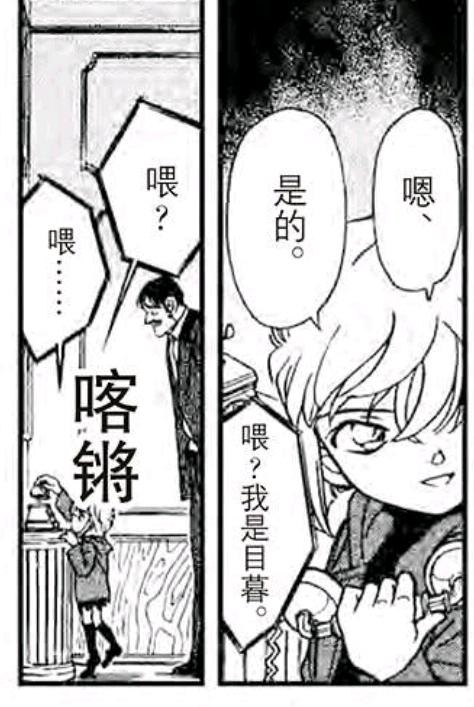 嗯、
是的。
喂？我是目暮。
喂？
喂……
喀
锵